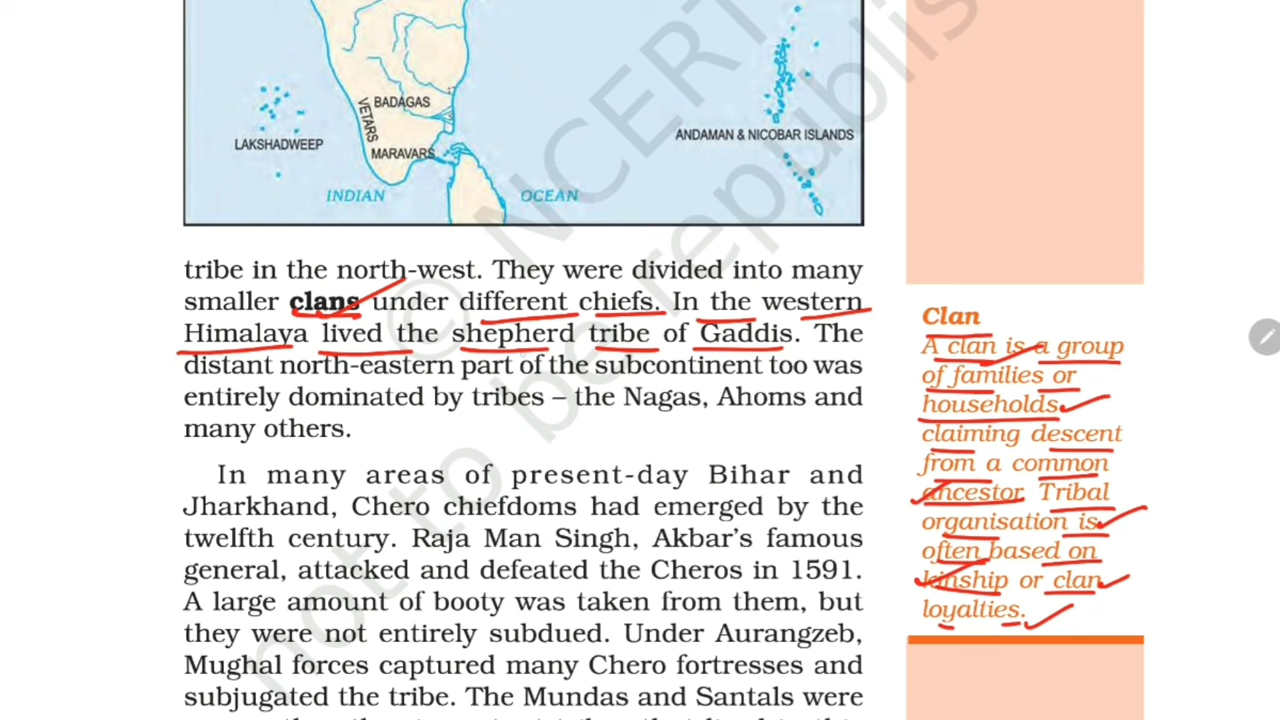 BADAGAS
VETARS
LAKSHADWEEP
ANDAMAN & NICOBAR ISLANDS
MARAVARS
INDIAN OCEAN
© NCERT
not to be republis
tribe in the north-west. They were divided into many
smaller clans under different chiefs. In the western
Himalaya lived the shepherd tribe of Gaddis. The
distant north-eastern part of the subcontinent too was
entirely dominated by tribes – the Nagas, Ahoms and
many others.
In many areas of present-day Bihar and
Jharkhand, Chero chiefdoms had emerged by the
twelfth century. Raja Man Singh, Akbar's famous
general, attacked and defeated the Cheros in 1591.
A large amount of booty was taken from them, but
they were not entirely subdued. Under Aurangzeb,
Mughal forces captured many Chero fortresses and
subjugated the tribe. The Mundas and Santals were
Clan
A clan is a group
of families or
households
claiming descent
from a common
ancestor. Tribal
organisation is
often based on
kinship or clan
loyalties.